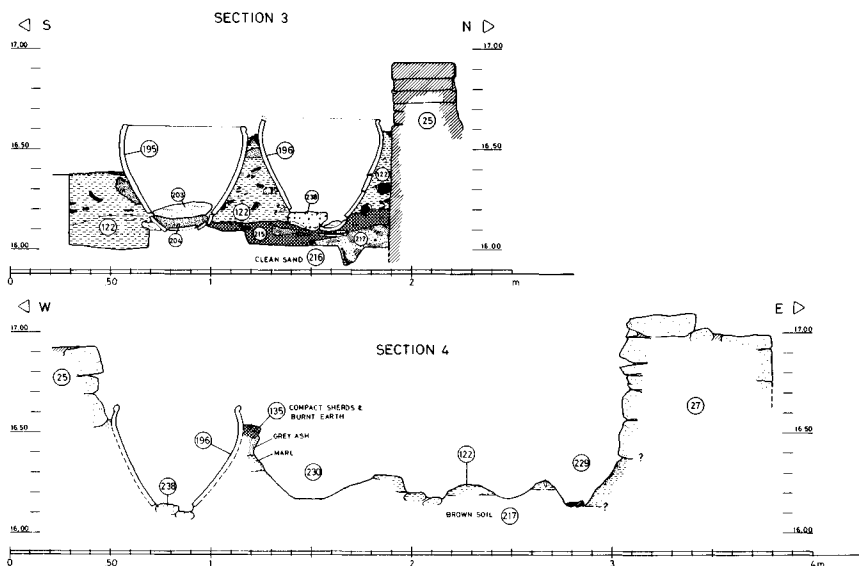 SECTION 3
S
N
17.00
17.00
16.50
16.50
16.00
16.00
25
195
196
203
238
122
122
122
204
215
217
CLEAN SAND 216
0 .50 1 2 m
W
E
SECTION 4
17.00
17.00
16.50
16.50
16.00
16.00
25
27
135 COMPACT SHERDS &
BURNT EARTH
GREY ASH
MARL
196
122
230
229
238
?
BROWN SOIL 217
?
0 .50 1 2 3 4m